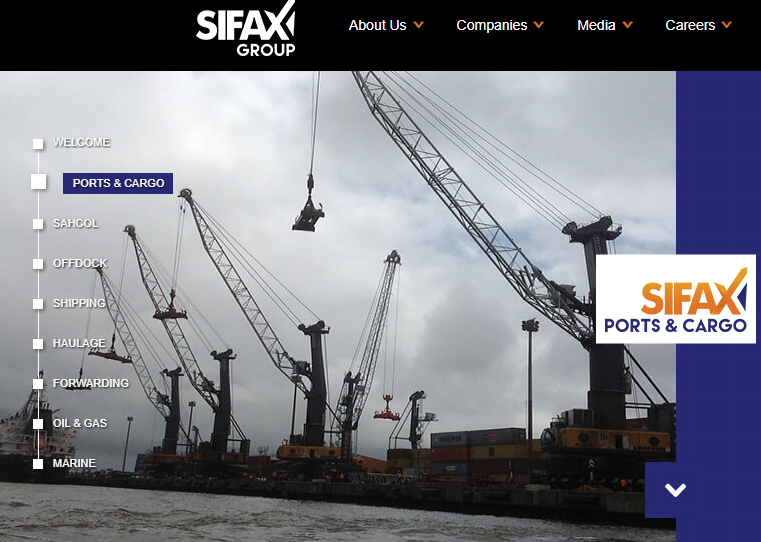 SIFAX
GROUP
About Us
Companies
Media
Careers
WELCOME
PORTS & CARGO
SAHCOL
OFFDOCK
SHIPPING
HAULAGE
FORWARDING
OIL & GAS
MARINE
SIFAX
PORTS & CARGO